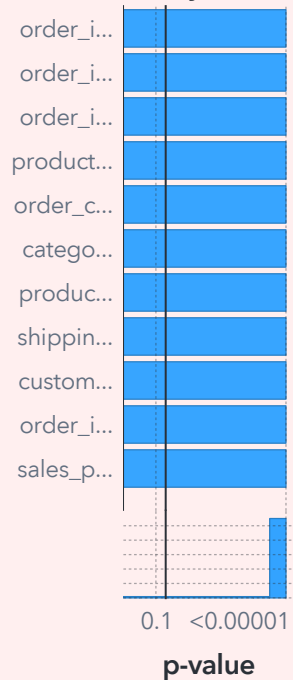 order_i...
order_i...
order_i...
product...
order_c...
catego...
produc...
shippin...
custom...
order_i...
sales_p...
0.1 <0.00001
p-value